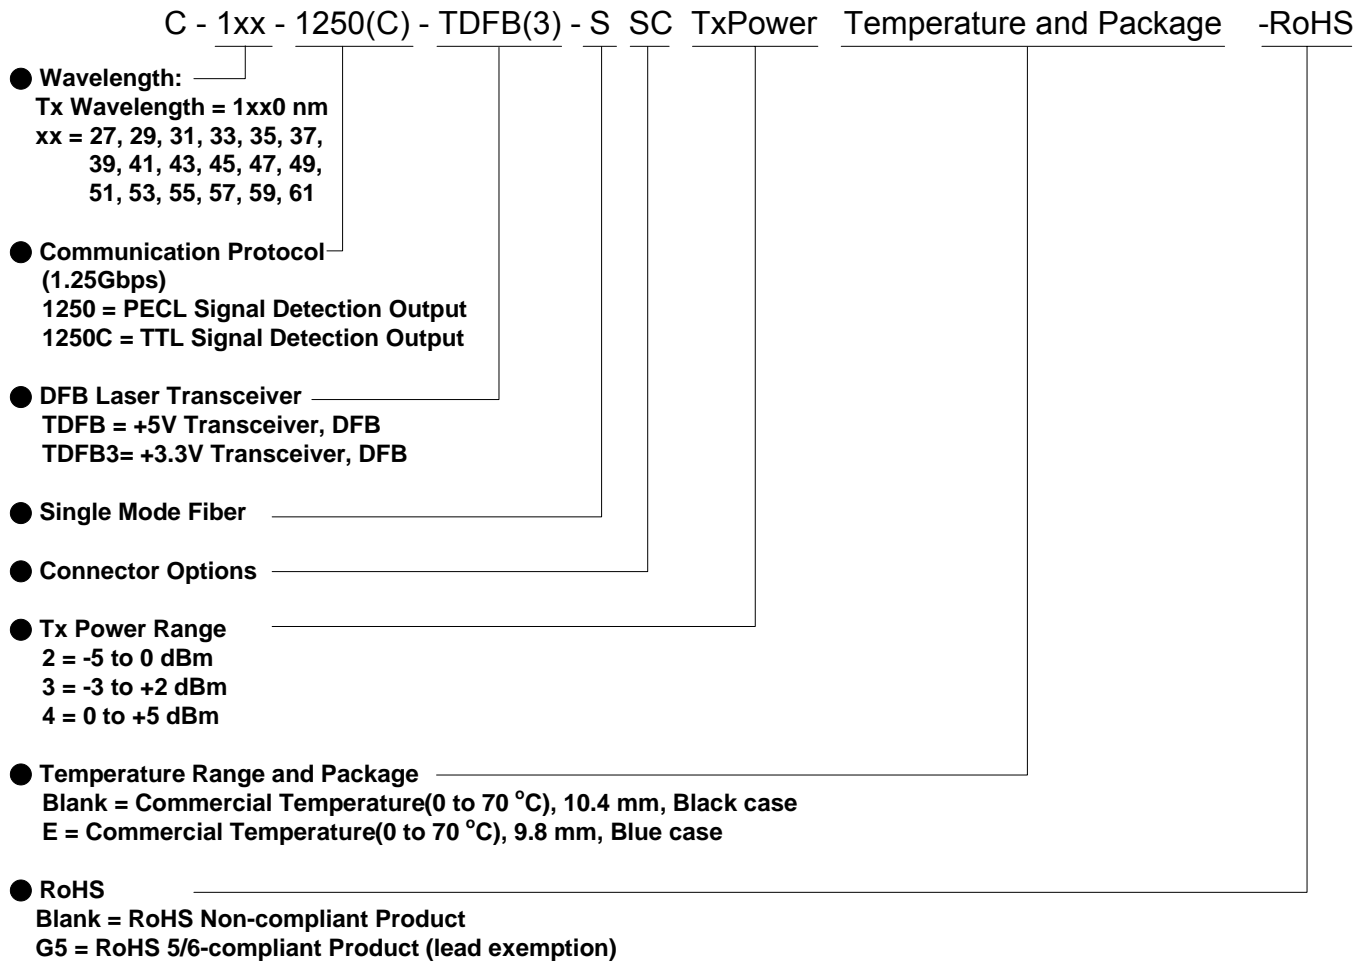 C - 1xx - 1250(C) - TDFB(3) - S SC TxPower Temperature and Package -RoHS
● Wavelength:
Tx Wavelength = 1xx0 nm
xx = 27, 29, 31, 33, 35, 37,
39, 41, 43, 45, 47, 49,
51, 53, 55, 57, 59, 61
● Communication Protocol
(1.25Gbps)
1250 = PECL Signal Detection Output
1250C = TTL Signal Detection Output
● DFB Laser Transceiver
TDFB = +5V Transceiver, DFB
TDFB3= +3.3V Transceiver, DFB
● Single Mode Fiber
● Connector Options
● Tx Power Range
2 = -5 to 0 dBm
3 = -3 to +2 dBm
4 = 0 to +5 dBm
● Temperature Range and Package
Blank = Commercial Temperature(0 to 70 °C), 10.4 mm, Black case
E = Commercial Temperature(0 to 70 °C), 9.8 mm, Blue case
● RoHS
Blank = RoHS Non-compliant Product
G5 = RoHS 5/6-compliant Product (lead exemption)